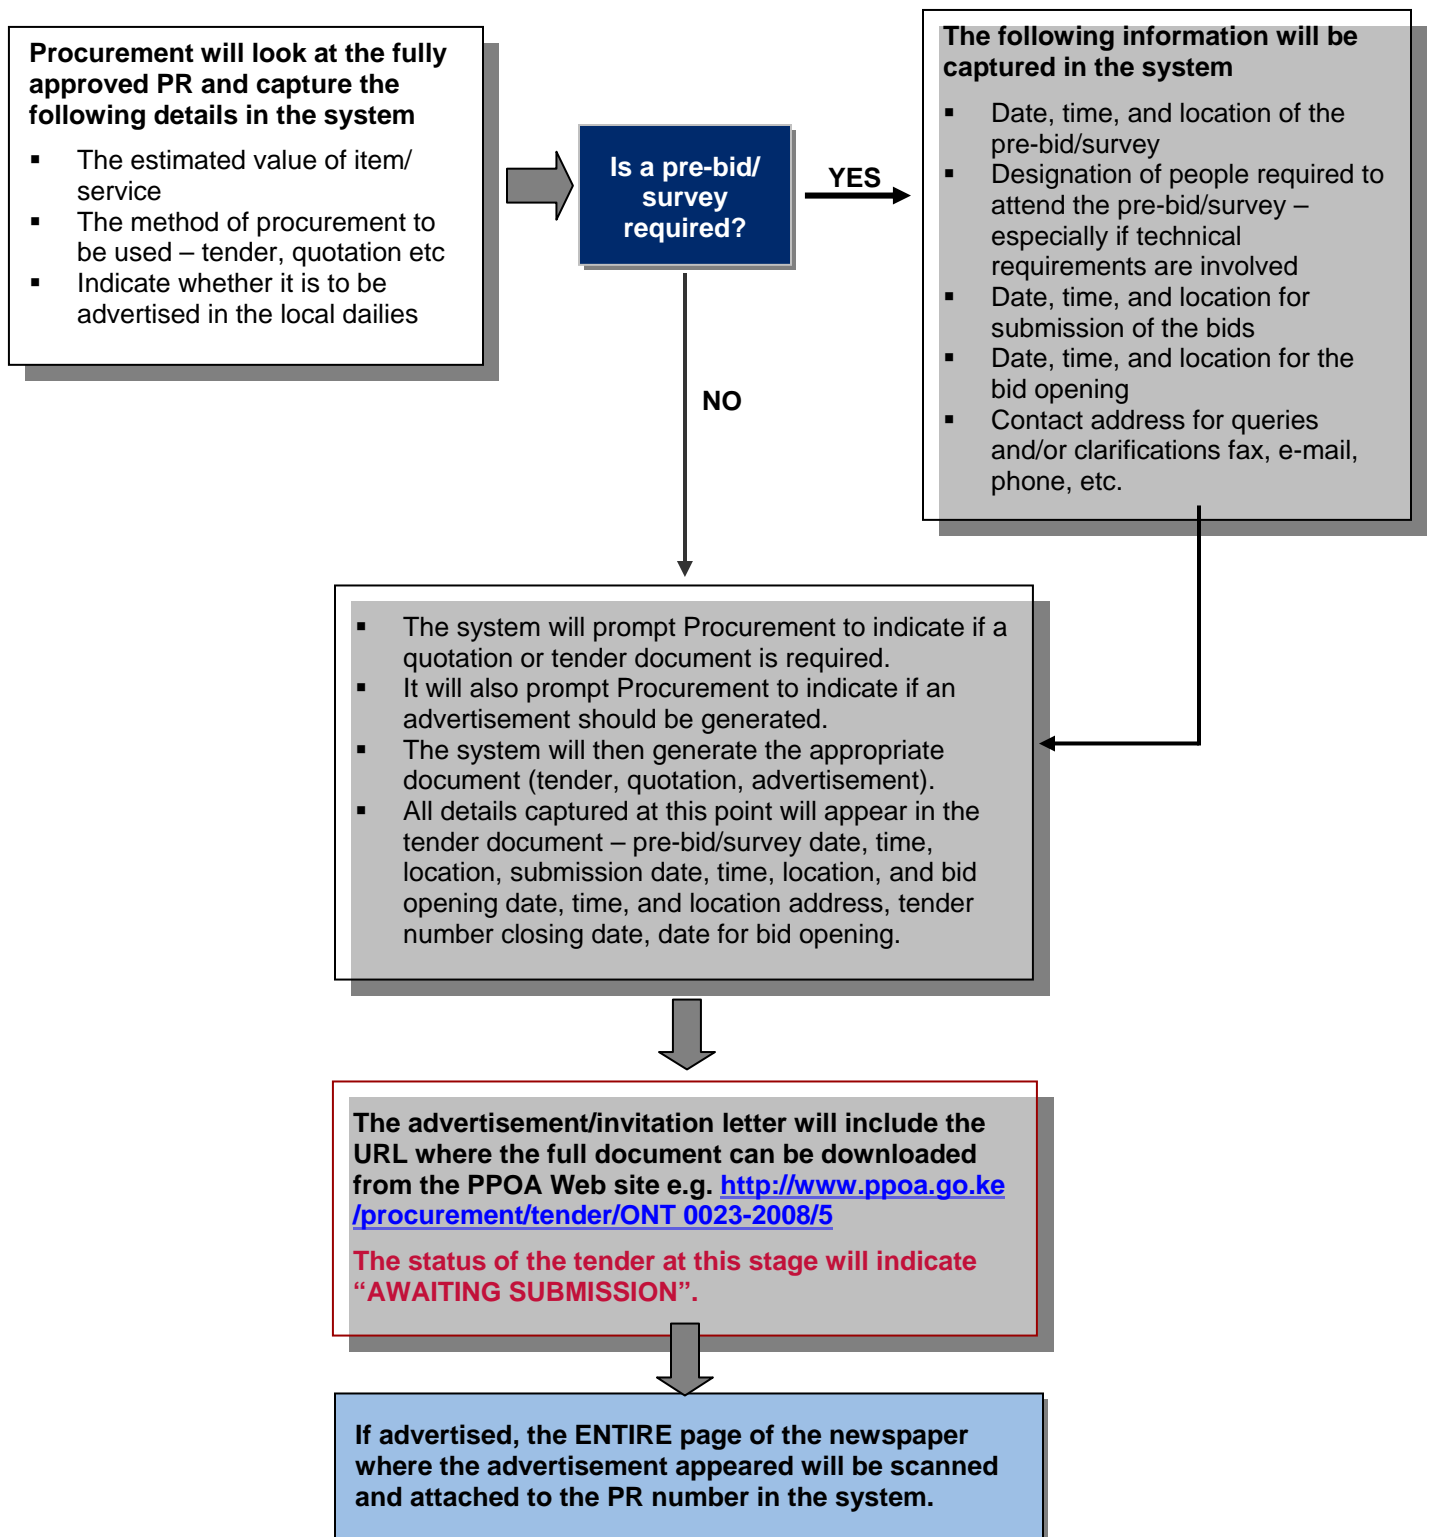 Procurement will look at the fully
approved PR and capture the
following details in the system
▪ The estimated value of item/
service
▪ The method of procurement to
be used – tender, quotation etc
▪ Indicate whether it is to be
advertised in the local dailies
Is a pre-bid/
survey
required?
YES
NO
The following information will be
captured in the system
▪ Date, time, and location of the
pre-bid/survey
▪ Designation of people required to
attend the pre-bid/survey –
especially if technical
requirements are involved
▪ Date, time, and location for
submission of the bids
▪ Date, time, and location for the
bid opening
▪ Contact address for queries
and/or clarifications fax, e-mail,
phone, etc.
▪ The system will prompt Procurement to indicate if a
quotation or tender document is required.
▪ It will also prompt Procurement to indicate if an
advertisement should be generated.
▪ The system will then generate the appropriate
document (tender, quotation, advertisement).
▪ All details captured at this point will appear in the
tender document – pre-bid/survey date, time,
location, submission date, time, location, and bid
opening date, time, and location address, tender
number closing date, date for bid opening.
The advertisement/invitation letter will include the
URL where the full document can be downloaded
from the PPOA Web site e.g. http://www.ppoa.go.ke
/procurement/tender/ONT 0023-2008/5
The status of the tender at this stage will indicate
“AWAITING SUBMISSION”.
If advertised, the ENTIRE page of the newspaper
where the advertisement appeared will be scanned
and attached to the PR number in the system.